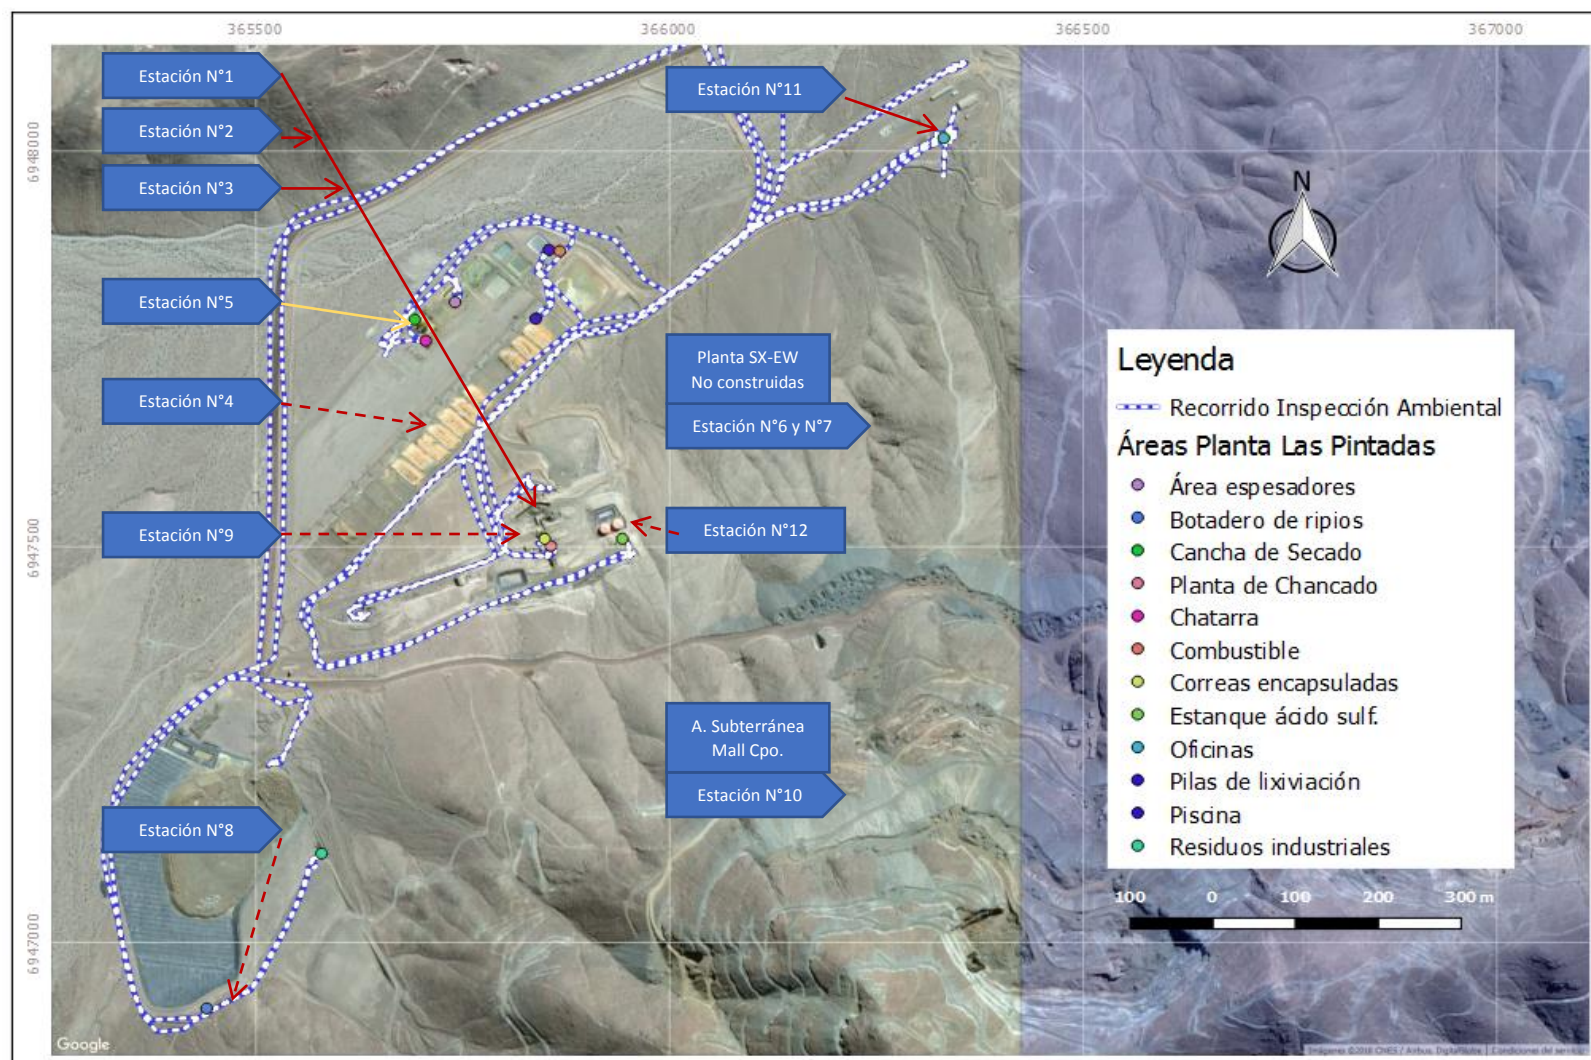 365500
366000
366500
367000
6948000
6947500
6947000
Estación N°1
Estación N°2
Estación N°3
Estación N°5
Estación N°4
Estación N°9
Estación N°8
Estación N°11
Planta SX-EW
No construidas
Estación N°6 y N°7
Estación N°12
A. Subterránea
Mall Cpo.
Estación N°10
N
Leyenda
Recorrido Inspección Ambiental
Áreas Planta Las Pintadas
Área espesadores
Botadero de ripios
Cancha de Secado
Planta de Chancado
Chatarra
Combustible
Correas encapsuladas
Estanque ácido sulf.
Oficinas
Pilas de lixiviación
Piscina
Residuos industriales
100 0 100 200 300 m
Google